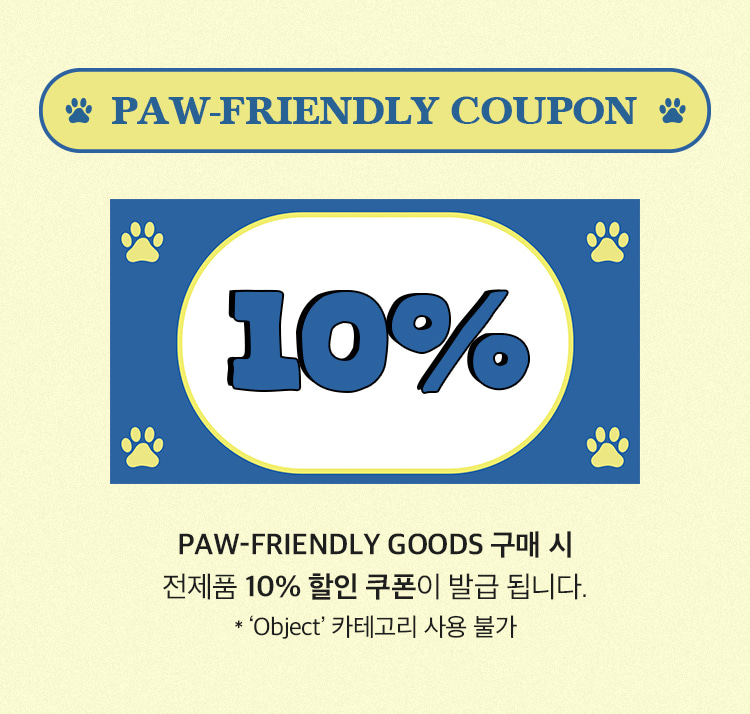 PAW-FRIENDLY COUPON
10%
PAW-FRIENDLY GOODS 구매 시
전제품 10% 할인 쿠폰이 발급 됩니다.
* ‘Object’ 카테고리 사용 불가